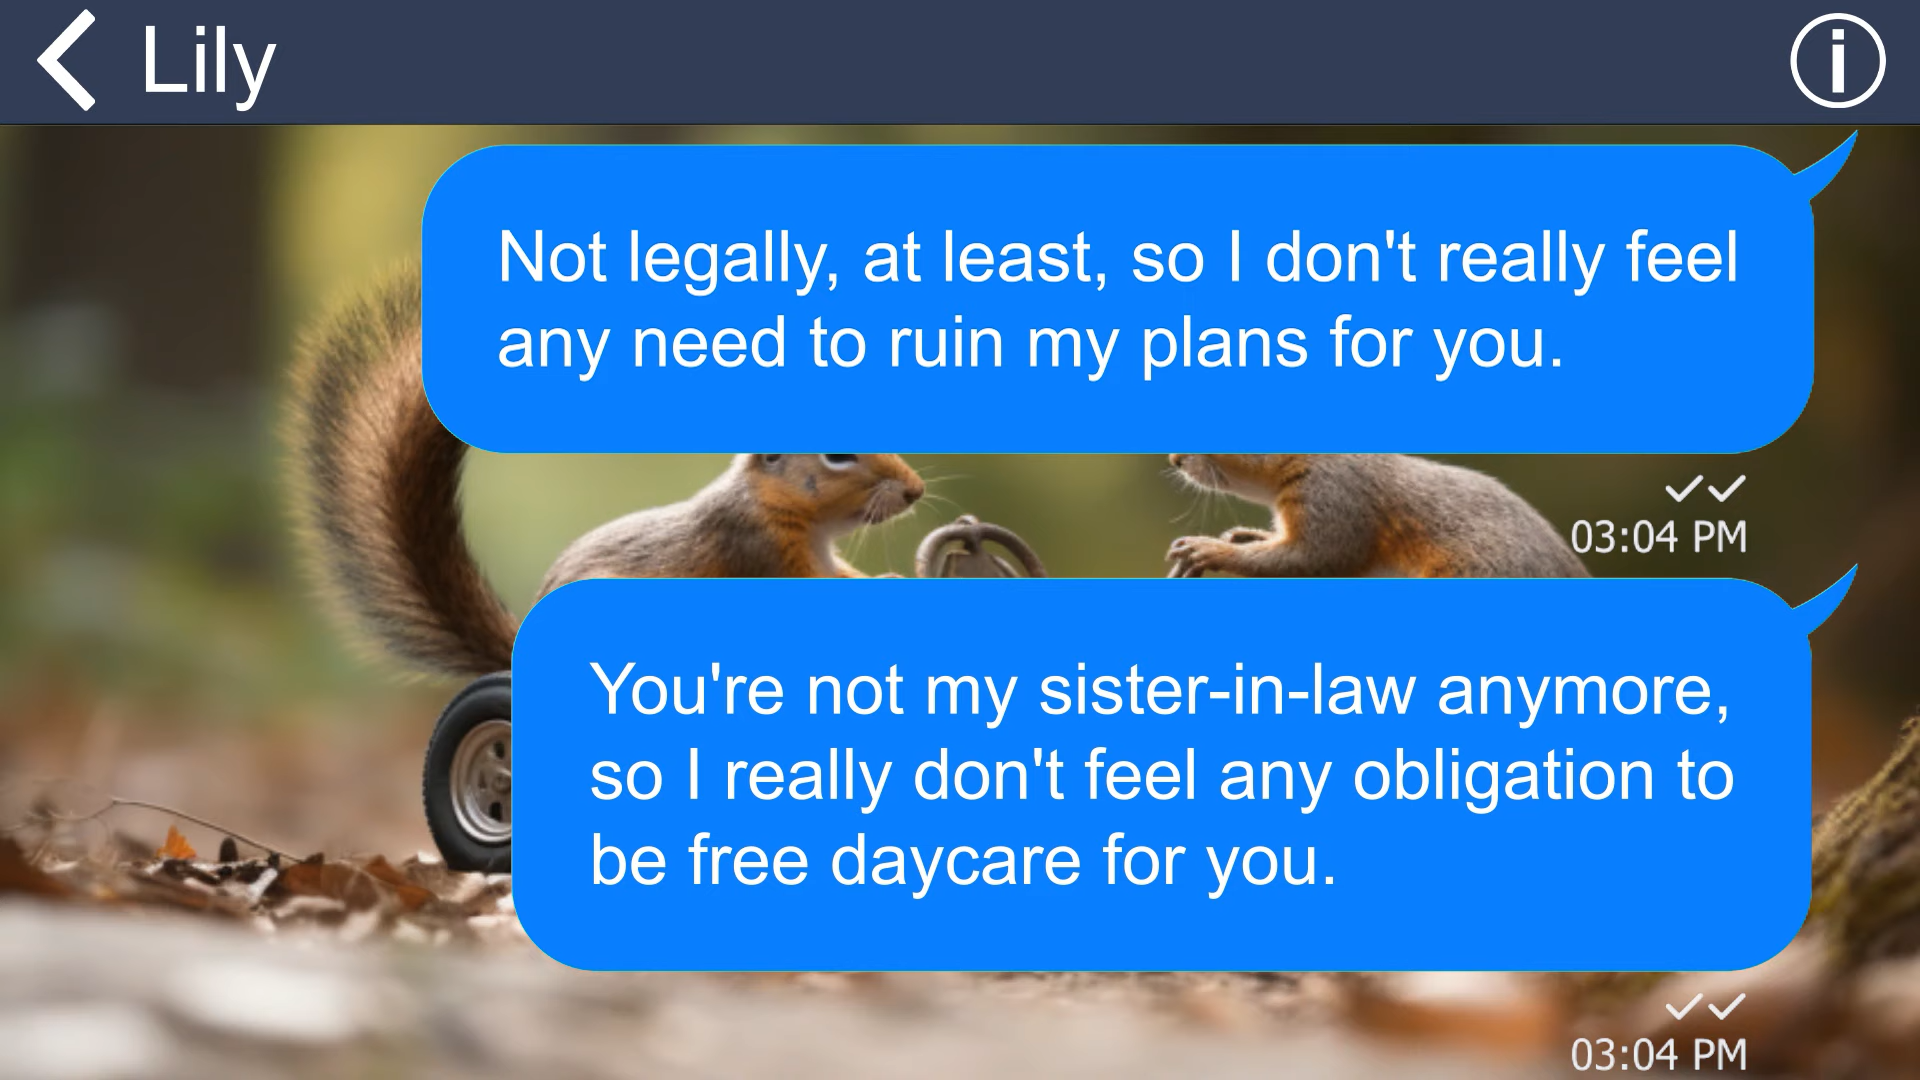 Lily
Not legally, at least, so I don't really feel
any need to ruin my plans for you.
03:04 PM
You're not my sister-in-law anymore,
so I really don't feel any obligation to
be free daycare for you.
03:04 PM